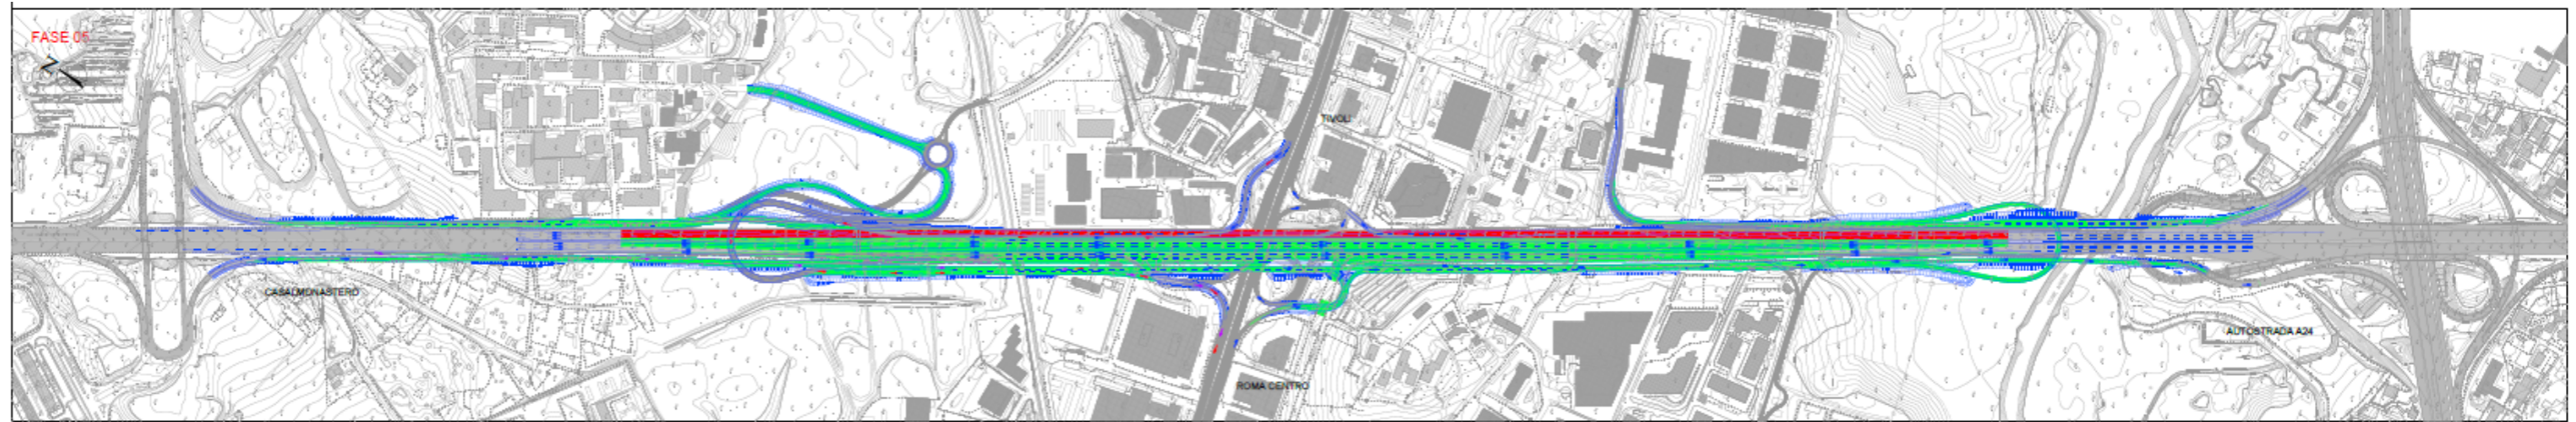 FASE 05
N
TIVOLI
CASALMONASTERO
AUTOSTRADA A24
ROMA CENTRO